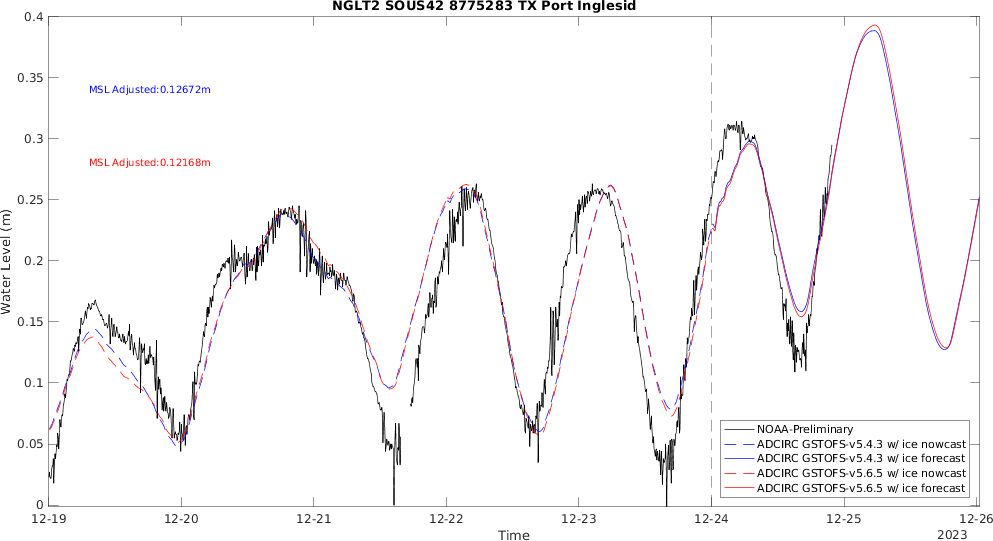 NGLT2 SOUS42 8775283 TX Port Inglesid
0.4
0.35
0.3
0.25
0.2
0.15
0.1
0.05
0
Water Level (m)
MSL Adjusted:0.12672m
MSL Adjusted:0.12168m
NOAA-Preliminary
ADCIRC GSTOFS-v5.4.3 w/ ice nowcast
ADCIRC GSTOFS-v5.4.3 w/ ice forecast
ADCIRC GSTOFS-v5.6.5 w/ ice nowcast
ADCIRC GSTOFS-v5.6.5 w/ ice forecast
12-19 12-20 12-21 12-22 12-23 12-24 12-25 12-26
Time
2023